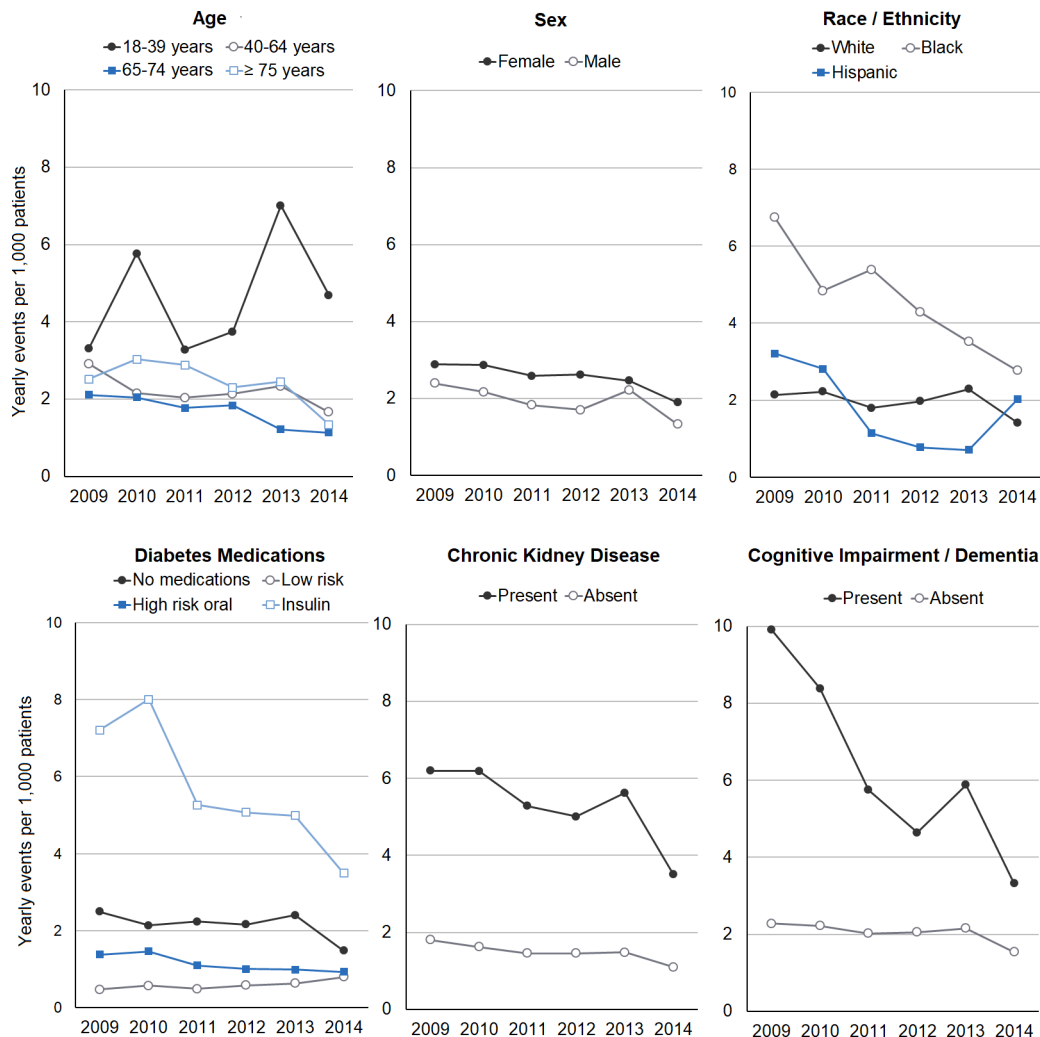 Age
18-39 years 40-64 years
65-74 years ≥ 75 years
Yearly events per 1,000 patients
10
8
6
4
2
0
2009 2010 2011 2012 2013 2014
Sex
Female Male
10
8
6
4
2
0
2009 2010 2011 2012 2013 2014
Race / Ethnicity
White Black
Hispanic
10
8
6
4
2
0
2009 2010 2011 2012 2013 2014
Diabetes Medications
No medications Low risk
High risk oral Insulin
Yearly events per 1,000 patients
10
8
6
4
2
0
2009 2010 2011 2012 2013 2014
Chronic Kidney Disease
Present Absent
10
8
6
4
2
0
2009 2010 2011 2012 2013 2014
Cognitive Impairment / Dementia
Present Absent
10
8
6
4
2
0
2009 2010 2011 2012 2013 2014